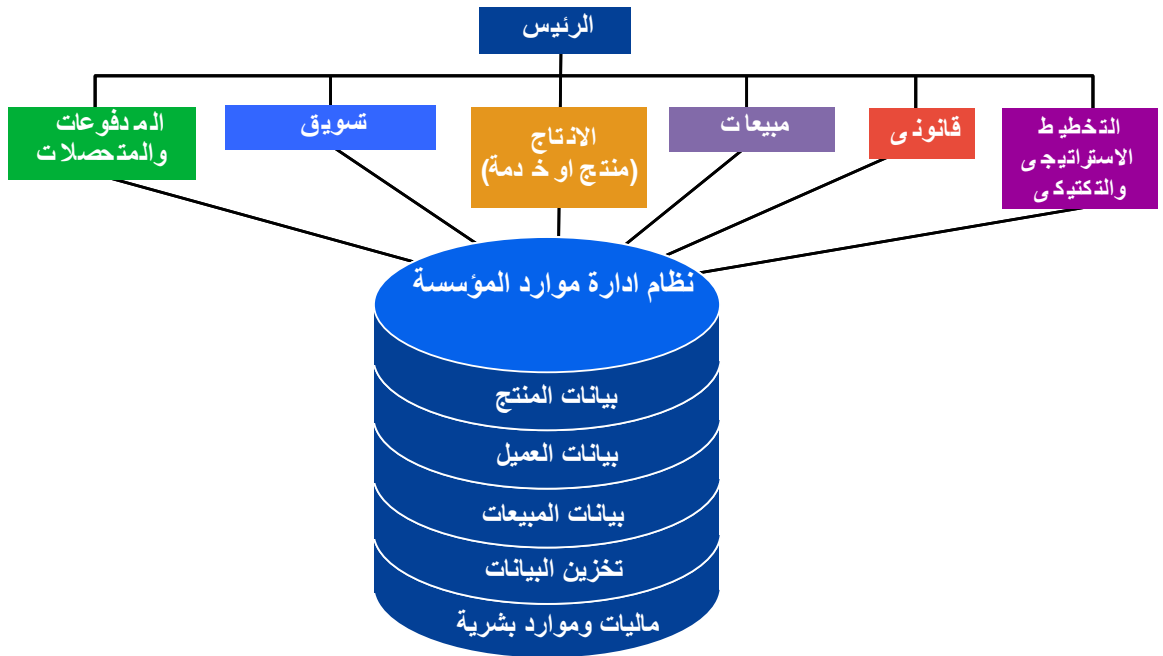 الرئيس
التخطيط
الاستراتيجى
والتكتيكى
قانونى
مبيعات
الانتاج
(منتج او خدمة)
تسويق
المدفوعات
والمتحصلات
نظام ادارة موارد المؤسسة
بيانات المنتج
بيانات العميل
بيانات المبيعات
تخزين البيانات
ماليات وموارد بشرية